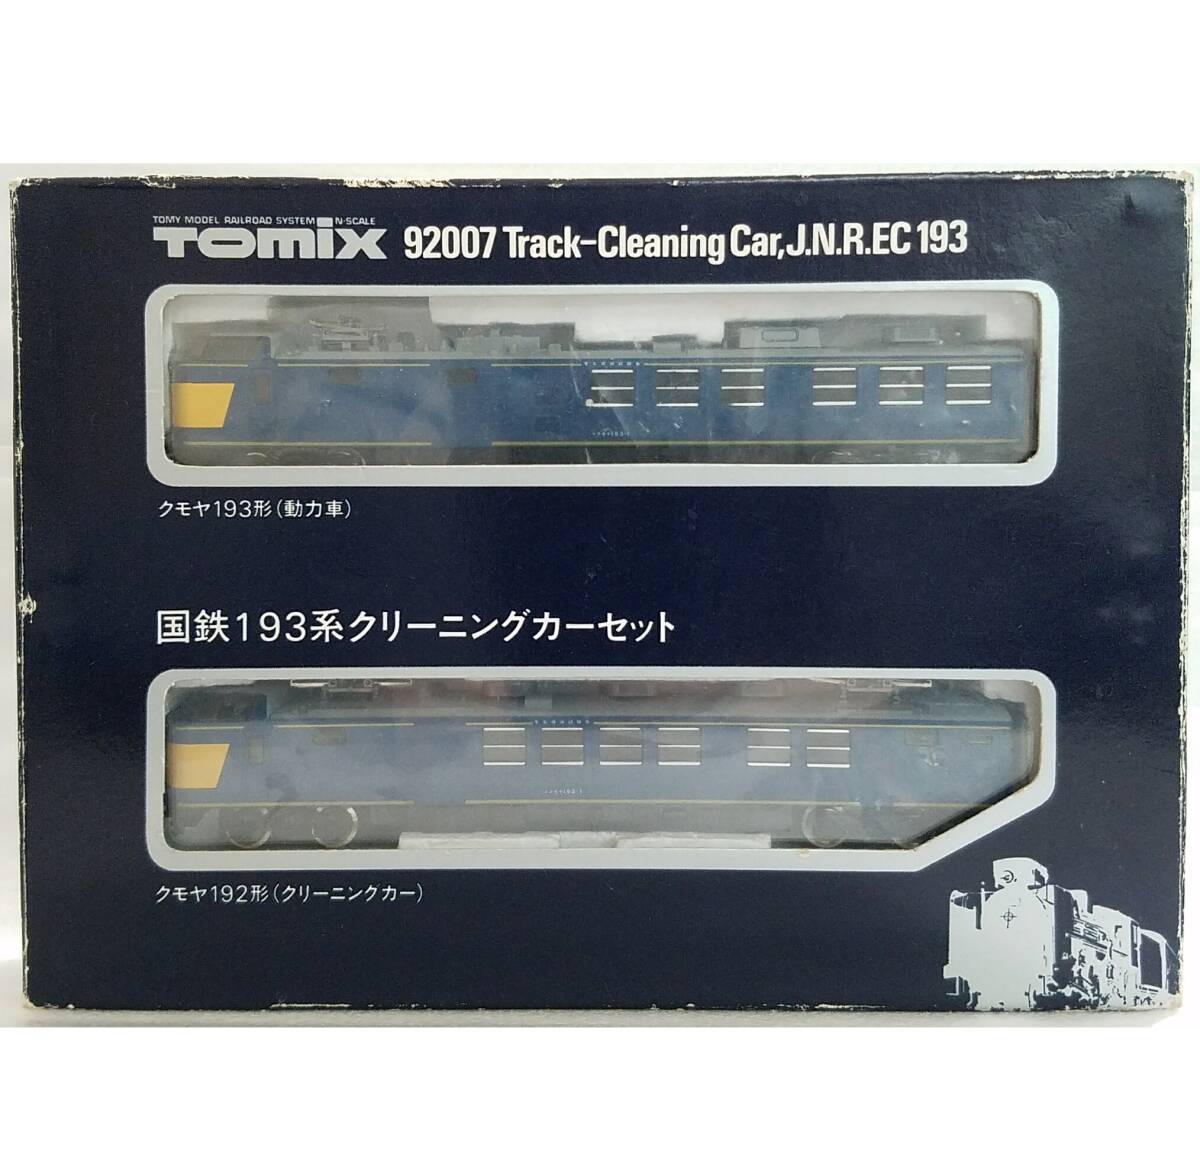 TOMY MODEL RAILROAD SYSTEM N-SCALE
TOMIX 92007 Track-Cleaning Car,J.N.R.EC 193
クモヤ193形(動力車)
国鉄193系クリーニングカーセット
クモヤ192形(クリーニングカー)